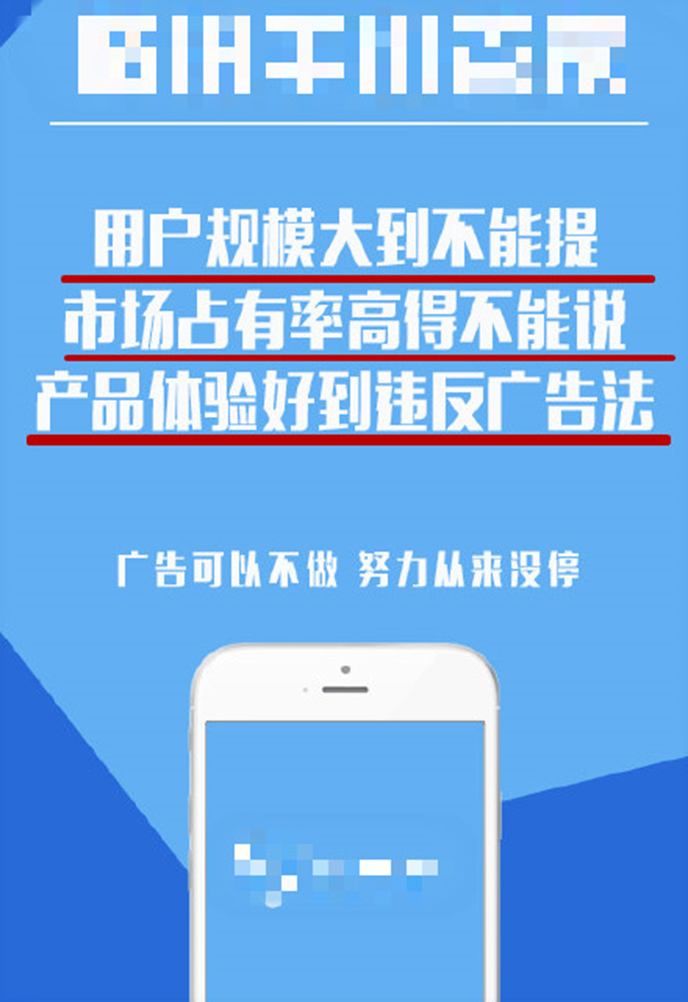 用户规模大到不能提
市场占有率高得不能说
产品体验好到违反广告法
广告可以不做 努力从来没停